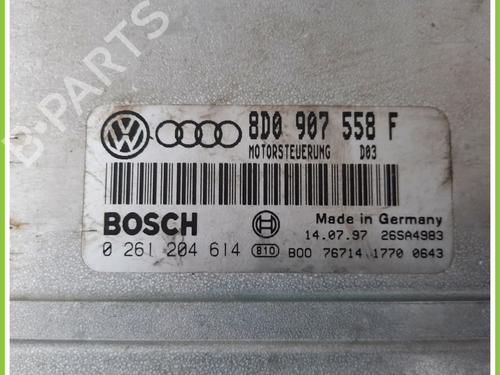 8D0 907 558 F
MOTORSTEUERUNG D03
BOSCH
Made in Germany
14.07.97 26SA4983
0 261 204 614 B10 B00 76714 1770 0643
B-PARTS